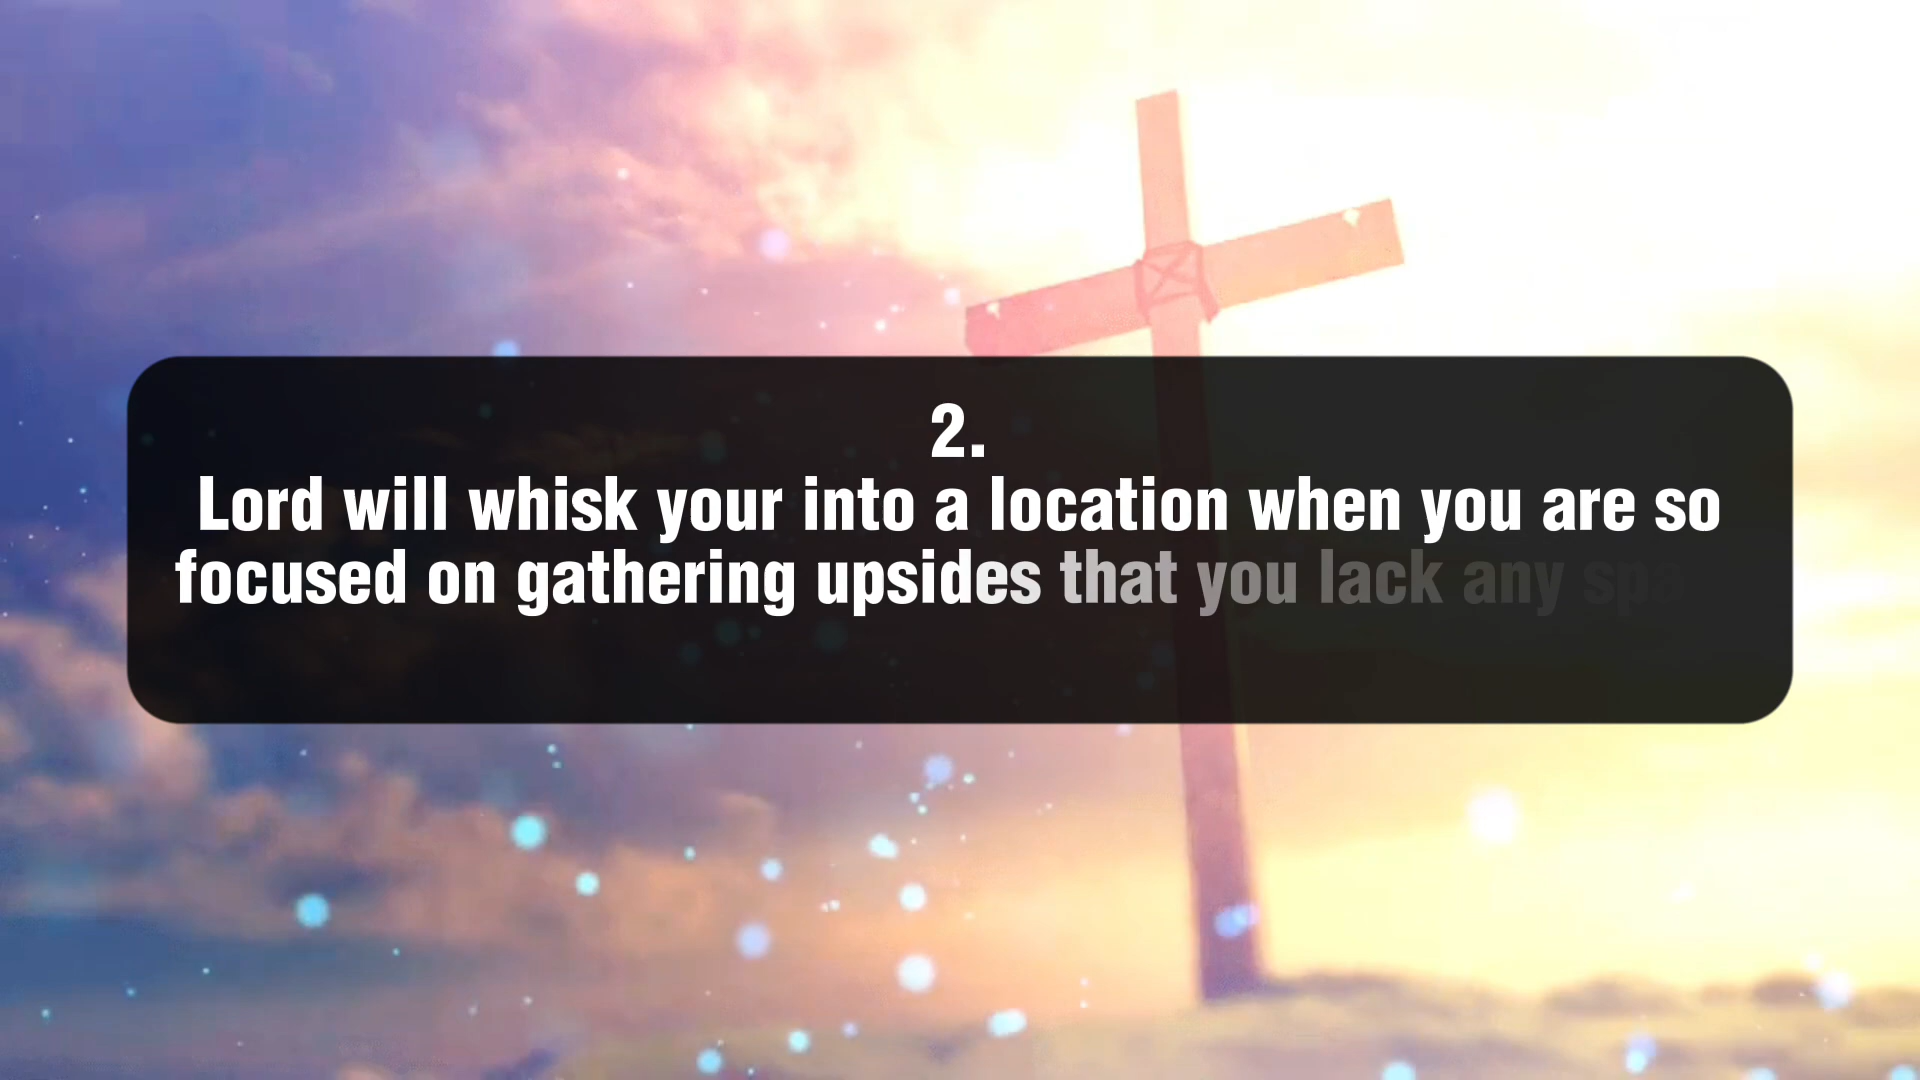 2.
Lord will whisk your into a location when you are so
focused on gathering upsides that you lack any